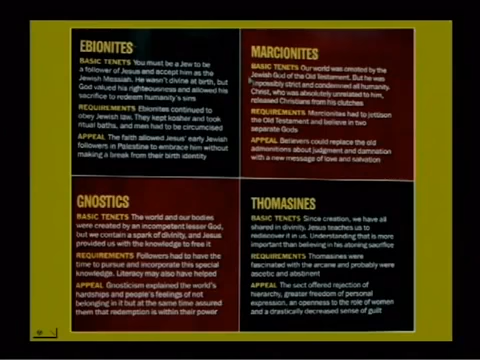 EBIONITES
BASIC TENETS You must be a Jew to be
a follower of Jesus and accept him as the
Jewish Messiah. He wasn't divine at birth, but
God valued his righteousness and allowed his
sacrifice to redeem humanity's sins
REQUIREMENTS Ebionites continued to
obey Jewish law. They kept kosher and took
ritual baths, and men had to be circumcised
APPEAL The faith allowed Jesus' early Jewish
followers in Palestine to embrace him without
making a break from their birth identity
MARCIONITES
BASIC TENETS Our world was created by the
Jewish God of the Old Testament. But he was
impossibly strict and condemned all humanity.
Christ, who was absolutely unrelated to him,
released Christians from his clutches
REQUIREMENTS Marcionites had to jettison
the Old Testament and believe in two
separate Gods
APPEAL Believers could replace the old
admonitions about judgment and damnation
with a new message of love and salvation
GNOSTICS
BASIC TENETS The world and our bodies
were created by an incompetent lesser God,
but we contain a spark of divinity, and Jesus
provided us with the knowledge to free it
REQUIREMENTS Followers had to have the
time to pursue and incorporate this special
knowledge. Literacy may also have helped
APPEAL Gnosticism explained the world's
hardships and people's feelings of not
belonging in it but at the same time assured
them that redemption is within their power
THOMASINES
BASIC TENETS Since creation, we have all
shared in divinity. Jesus teaches us to
rediscover it in us. Understanding that is more
important than believing in his atoning sacrifice
REQUIREMENTS Thomasines were
fascinated with the arcane and probably were
ascetic and abstinent
APPEAL The sect offered rejection of
hierarchy, greater freedom of personal
expression, an openness to the role of women
and a drastically decreased sense of guilt